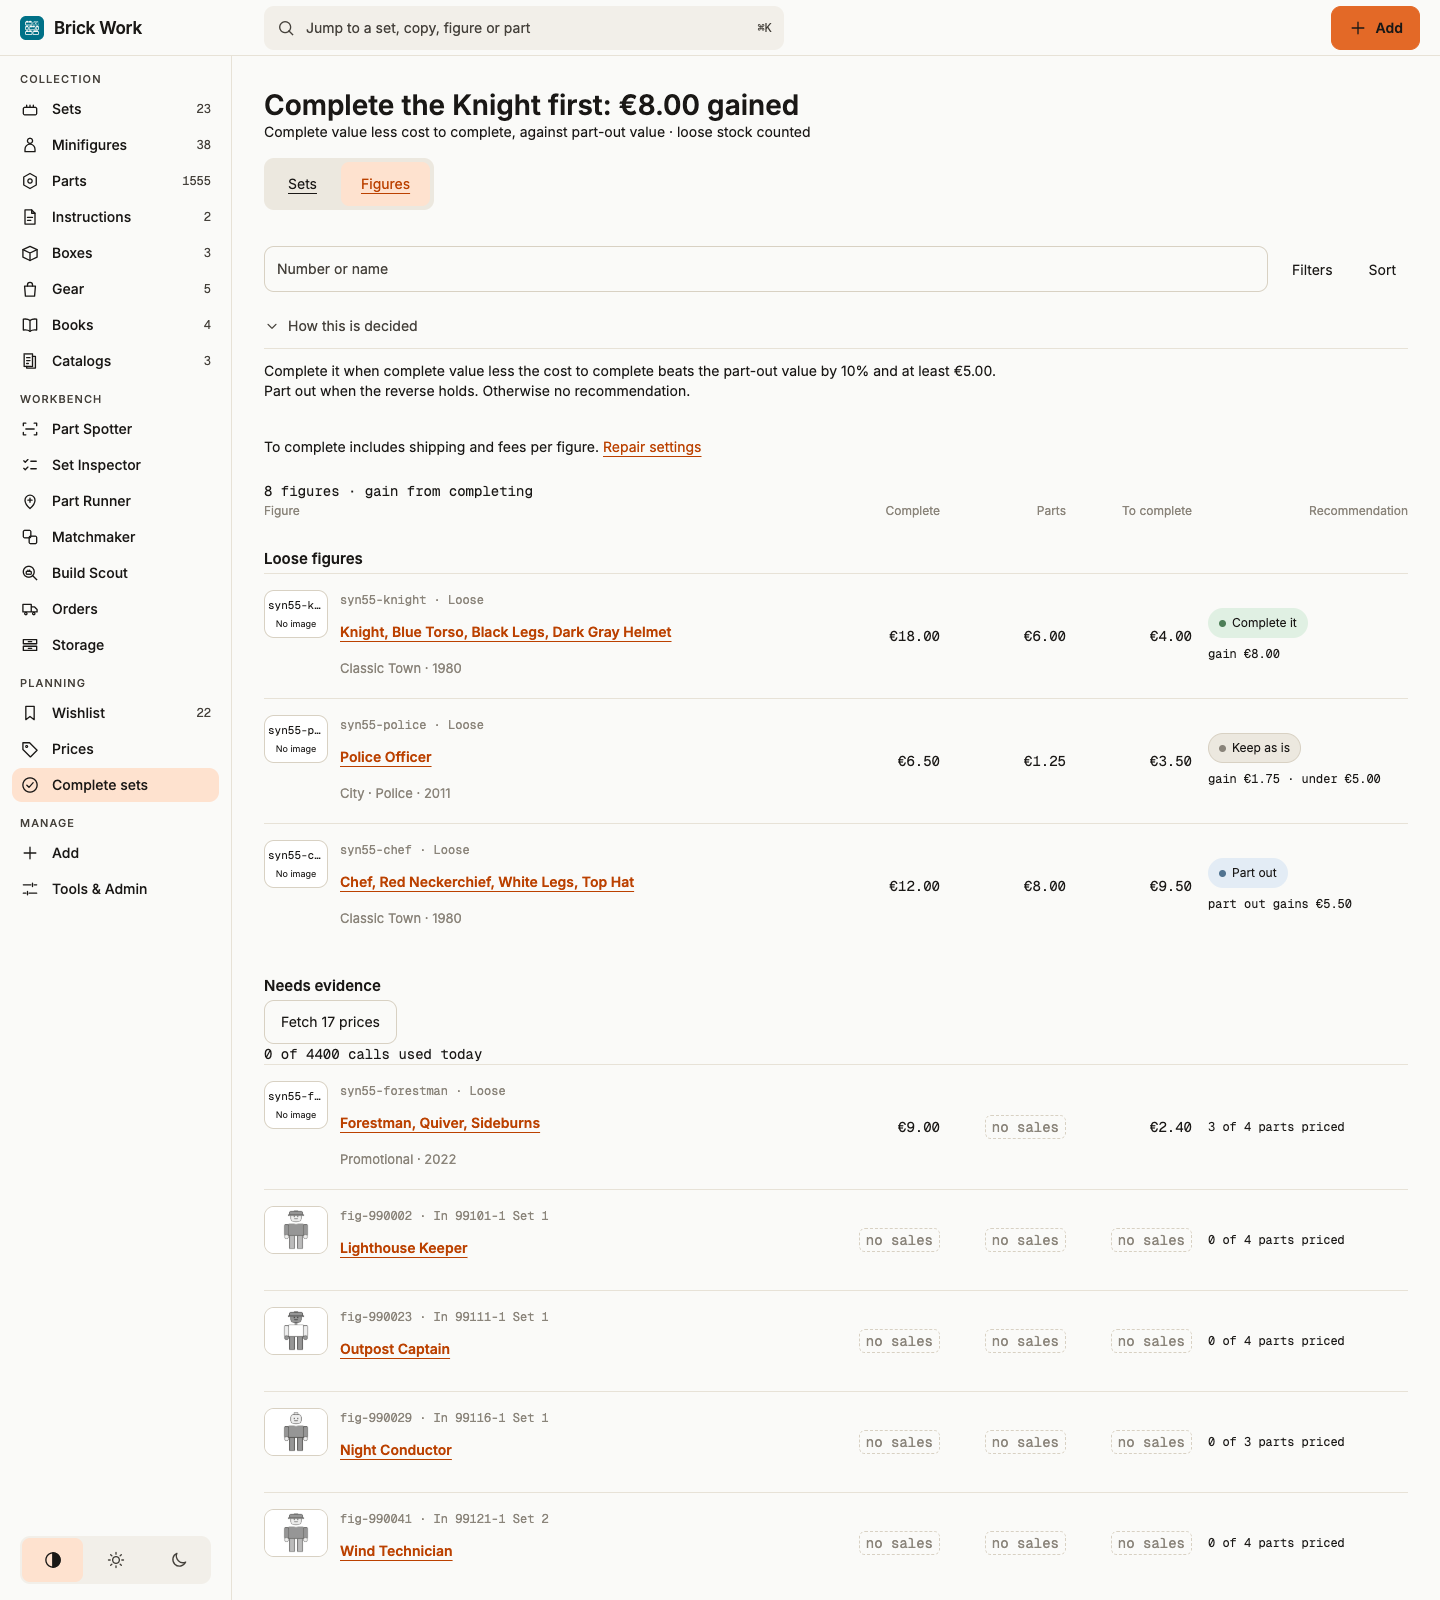 Brick Work
Jump to a set, copy, figure or part ⌘K
Add
COLLECTION
Sets 23
Minifigures 38
Parts 1555
Instructions 2
Boxes 3
Gear 5
Books 4
Catalogs 3
WORKBENCH
Part Spotter
Set Inspector
Part Runner
Matchmaker
Build Scout
Orders
Storage
PLANNING
Wishlist 22
Prices
Complete sets
MANAGE
Add
Tools & Admin
Complete the Knight first: €8.00 gained
Complete value less cost to complete, against part-out value · loose stock counted
Sets Figures
Number or name
Filters Sort
How this is decided
Complete it when complete value less the cost to complete beats the part-out value by 10% and at least €5.00.
Part out when the reverse holds. Otherwise no recommendation.
To complete includes shipping and fees per figure. Repair settings
8 figures · gain from completing
Figure Complete Parts To complete Recommendation
Loose figures
syn55-k…
No image
syn55-knight · Loose
Knight, Blue Torso, Black Legs, Dark Gray Helmet
Classic Town · 1980
€18.00 €6.00 €4.00
Complete it
gain €8.00
syn55-p…
No image
syn55-police · Loose
Police Officer
City · Police · 2011
€6.50 €1.25 €3.50
Keep as is
gain €1.75 · under €5.00
syn55-c…
No image
syn55-chef · Loose
Chef, Red Neckerchief, White Legs, Top Hat
Classic Town · 1980
€12.00 €8.00 €9.50
Part out
part out gains €5.50
Needs evidence
Fetch 17 prices
0 of 4400 calls used today
syn55-f…
No image
syn55-forestman · Loose
Forestman, Quiver, Sideburns
Promotional · 2022
€9.00 no sales €2.40 3 of 4 parts priced
fig-990002 · In 99101-1 Set 1
Lighthouse Keeper
no sales no sales no sales 0 of 4 parts priced
fig-990023 · In 99111-1 Set 1
Outpost Captain
no sales no sales no sales 0 of 4 parts priced
fig-990029 · In 99116-1 Set 1
Night Conductor
no sales no sales no sales 0 of 3 parts priced
fig-990041 · In 99121-1 Set 2
Wind Technician
no sales no sales no sales 0 of 4 parts priced